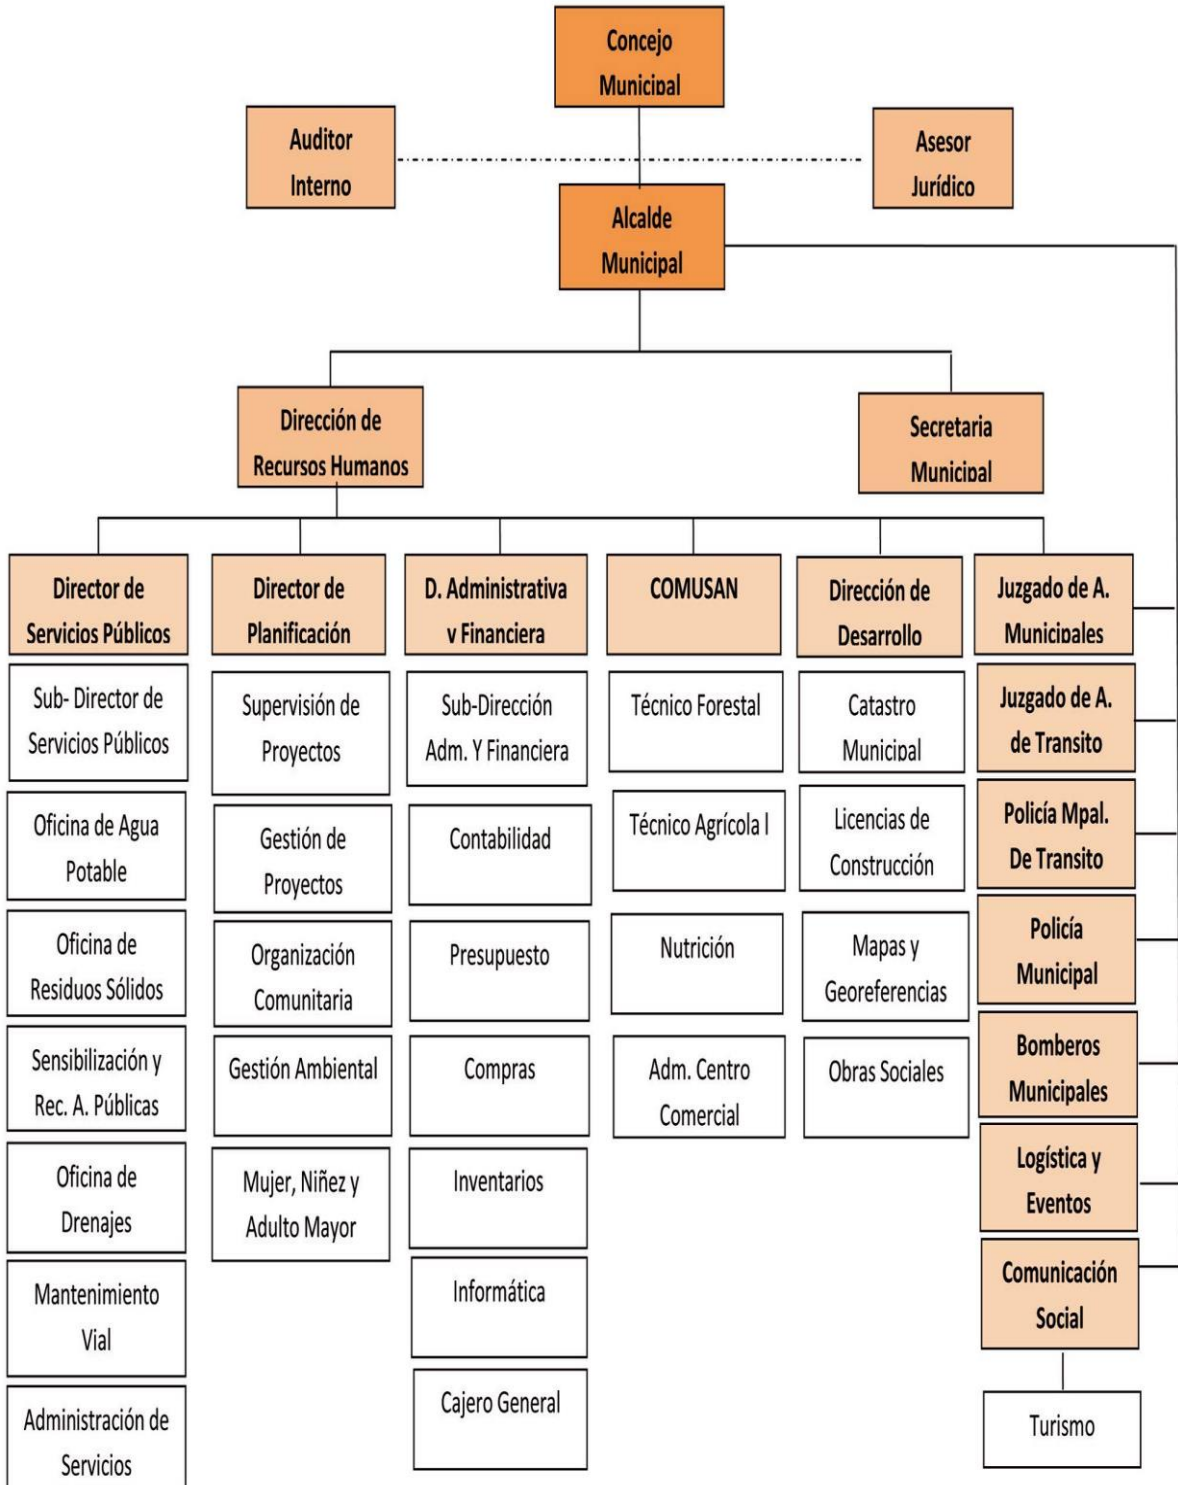 Concejo
Municipal
Auditor
Interno
Asesor
Jurídico
Alcalde
Municipal
Dirección de
Recursos Humanos
Secretaria
Municipal
Director de
Servicios Públicos
Director de
Planificación
D. Administrativa
y Financiera
COMUSAN
Dirección de
Desarrollo
Juzgado de A.
Municipales
Sub- Director de
Servicios Públicos
Oficina de Agua
Potable
Oficina de
Residuos Sólidos
Sensibilización y
Rec. A. Públicas
Oficina de
Drenajes
Mantenimiento
Vial
Administración de
Servicios
Supervisión de
Proyectos
Gestión de
Proyectos
Organización
Comunitaria
Gestión Ambiental
Mujer, Niñez y
Adulto Mayor
Sub-Dirección
Adm. Y Financiera
Contabilidad
Presupuesto
Compras
Inventarios
Informática
Cajero General
Técnico Forestal
Técnico Agrícola I
Nutrición
Adm. Centro
Comercial
Catastro
Municipal
Licencias de
Construcción
Mapas y
Georeferencias
Obras Sociales
Juzgado de A.
de Transito
Policía Mpal.
De Transito
Policía
Municipal
Bomberos
Municipales
Logística y
Eventos
Comunicación
Social
Turismo